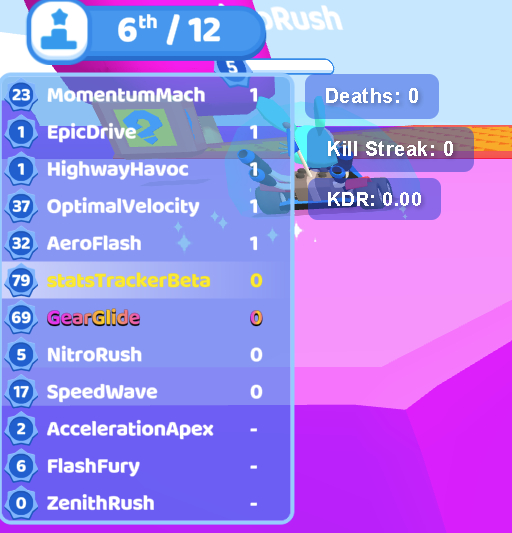 6th / 12
oRush
5
23 MomentumMach 1
1 EpicDrive 1
1 HighwayHavoc 1
37 OptimalVelocity 1
32 AeroFlash 1
79 statsTrackerBeta 0
69 GearGlide 0
5 NitroRush 0
17 SpeedWave 0
2 AccelerationApex -
6 FlashFury -
0 ZenithRush -
Deaths: 0
Kill Streak: 0
KDR: 0.00